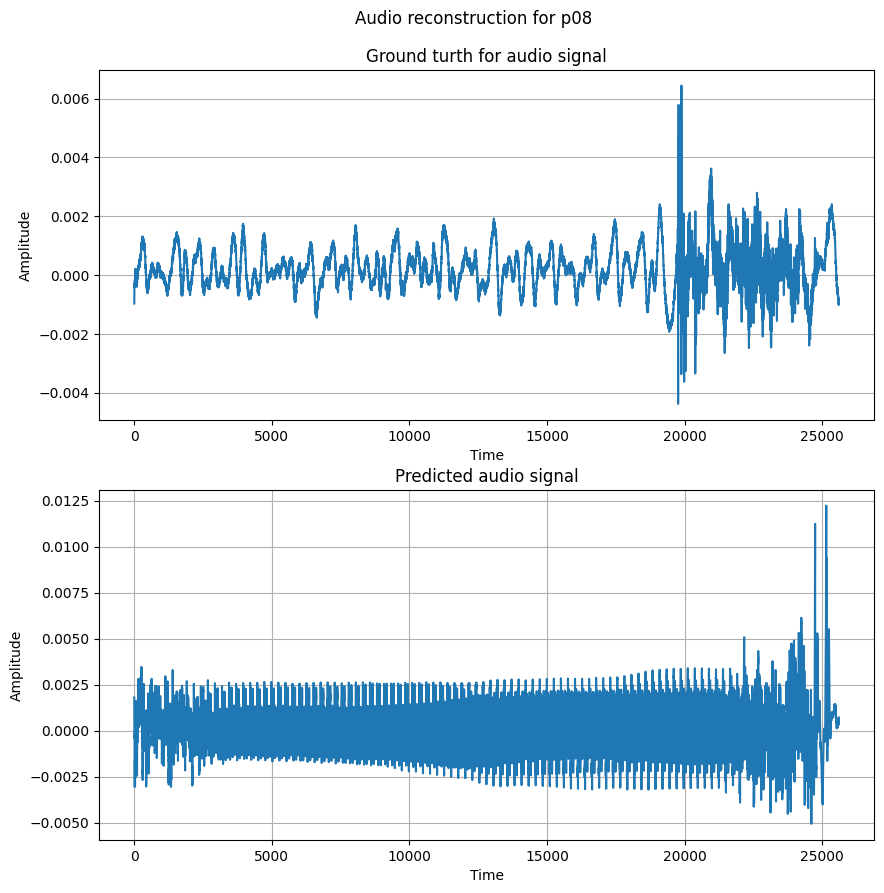 Audio reconstruction for p08
Ground turth for audio signal
0.006
0.004
0.002
0.000
−0.002
−0.004
Amplitude
0 5000 10000 15000 20000 25000
Time
Predicted audio signal
0.0125
0.0100
0.0075
0.0050
0.0025
0.0000
−0.0025
−0.0050
Amplitude
0 5000 10000 15000 20000 25000
Time